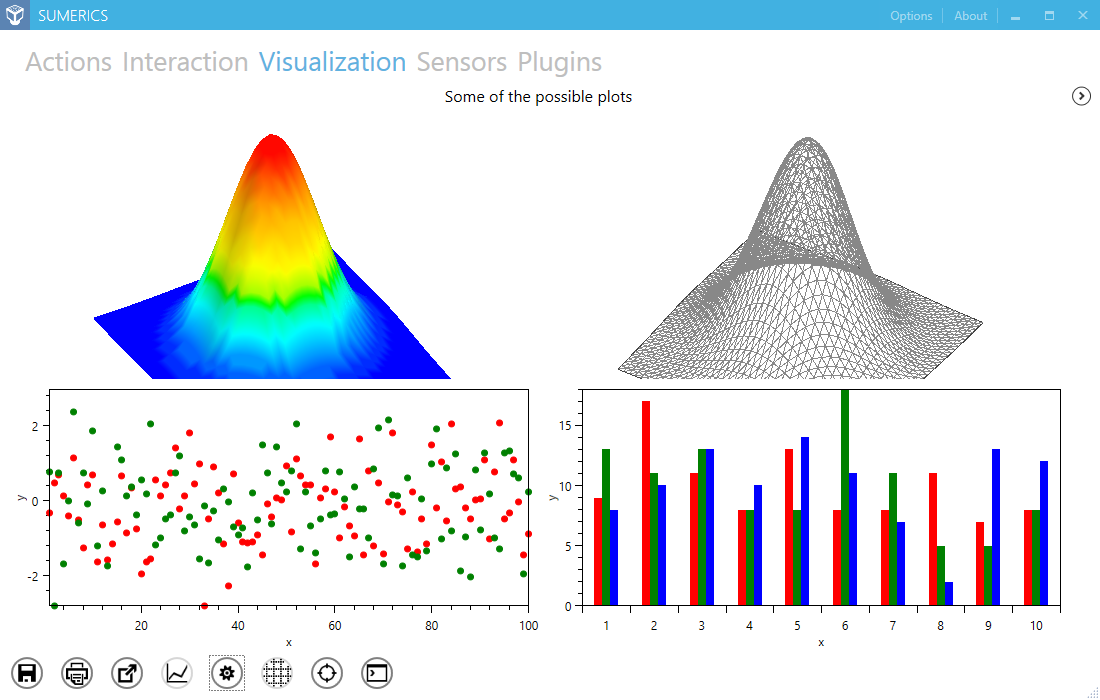 SUMERICS Options About
Actions Interaction Visualization Sensors Plugins
Some of the possible plots
2
0
-2
y
20 40 60 80 100
x
15
10
5
0
y
1 2 3 4 5 6 7 8 9 10
x